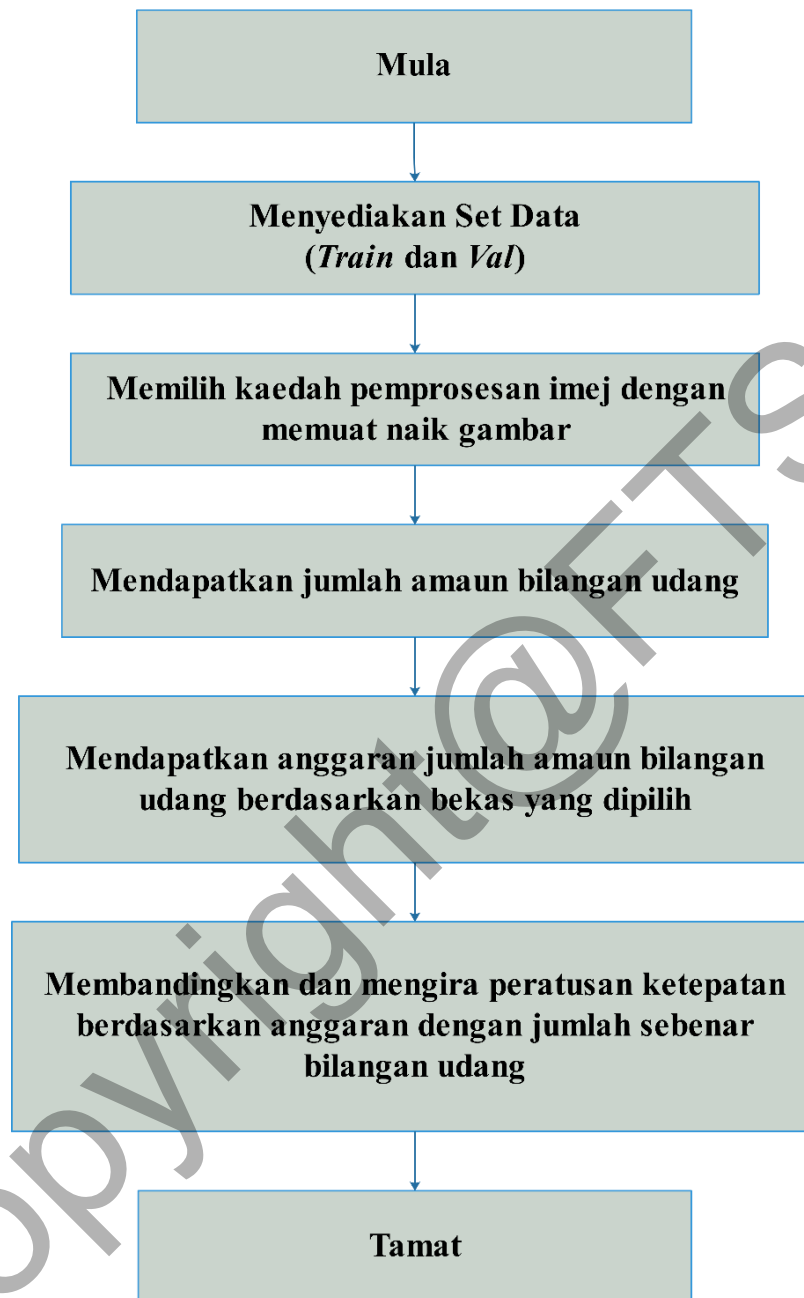 Mula
Menyediakan Set Data
(Train dan Val)
Memilih kaedah pemprosesan imej dengan
memuat naik gambar
Mendapatkan jumlah amaun bilangan udang
Mendapatkan anggaran jumlah amaun bilangan
udang berdasarkan bekas yang dipilih
Membandingkan dan mengira peratusan ketepatan
berdasarkan anggaran dengan jumlah sebenar
bilangan udang
Tamat
opyright@FTS